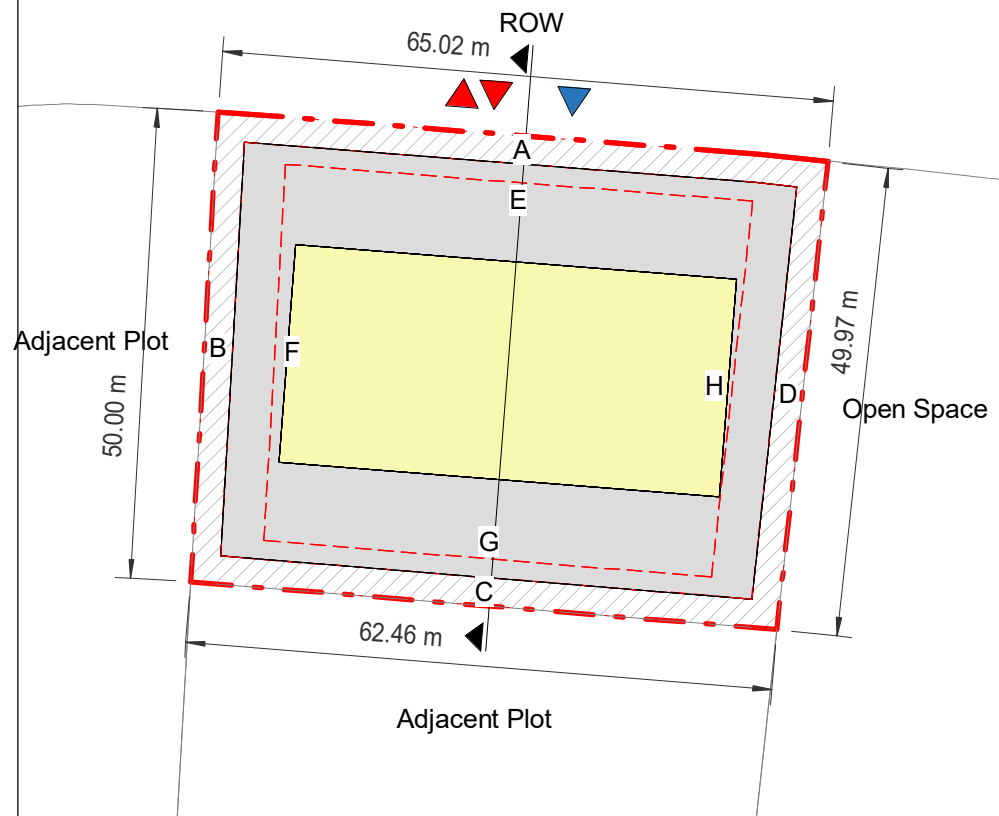 ROW
65.02 m
A
E
Adjacent Plot
B
F
H
D
49.97 m
Open Space
50.00 m
G
C
62.46 m
Adjacent Plot